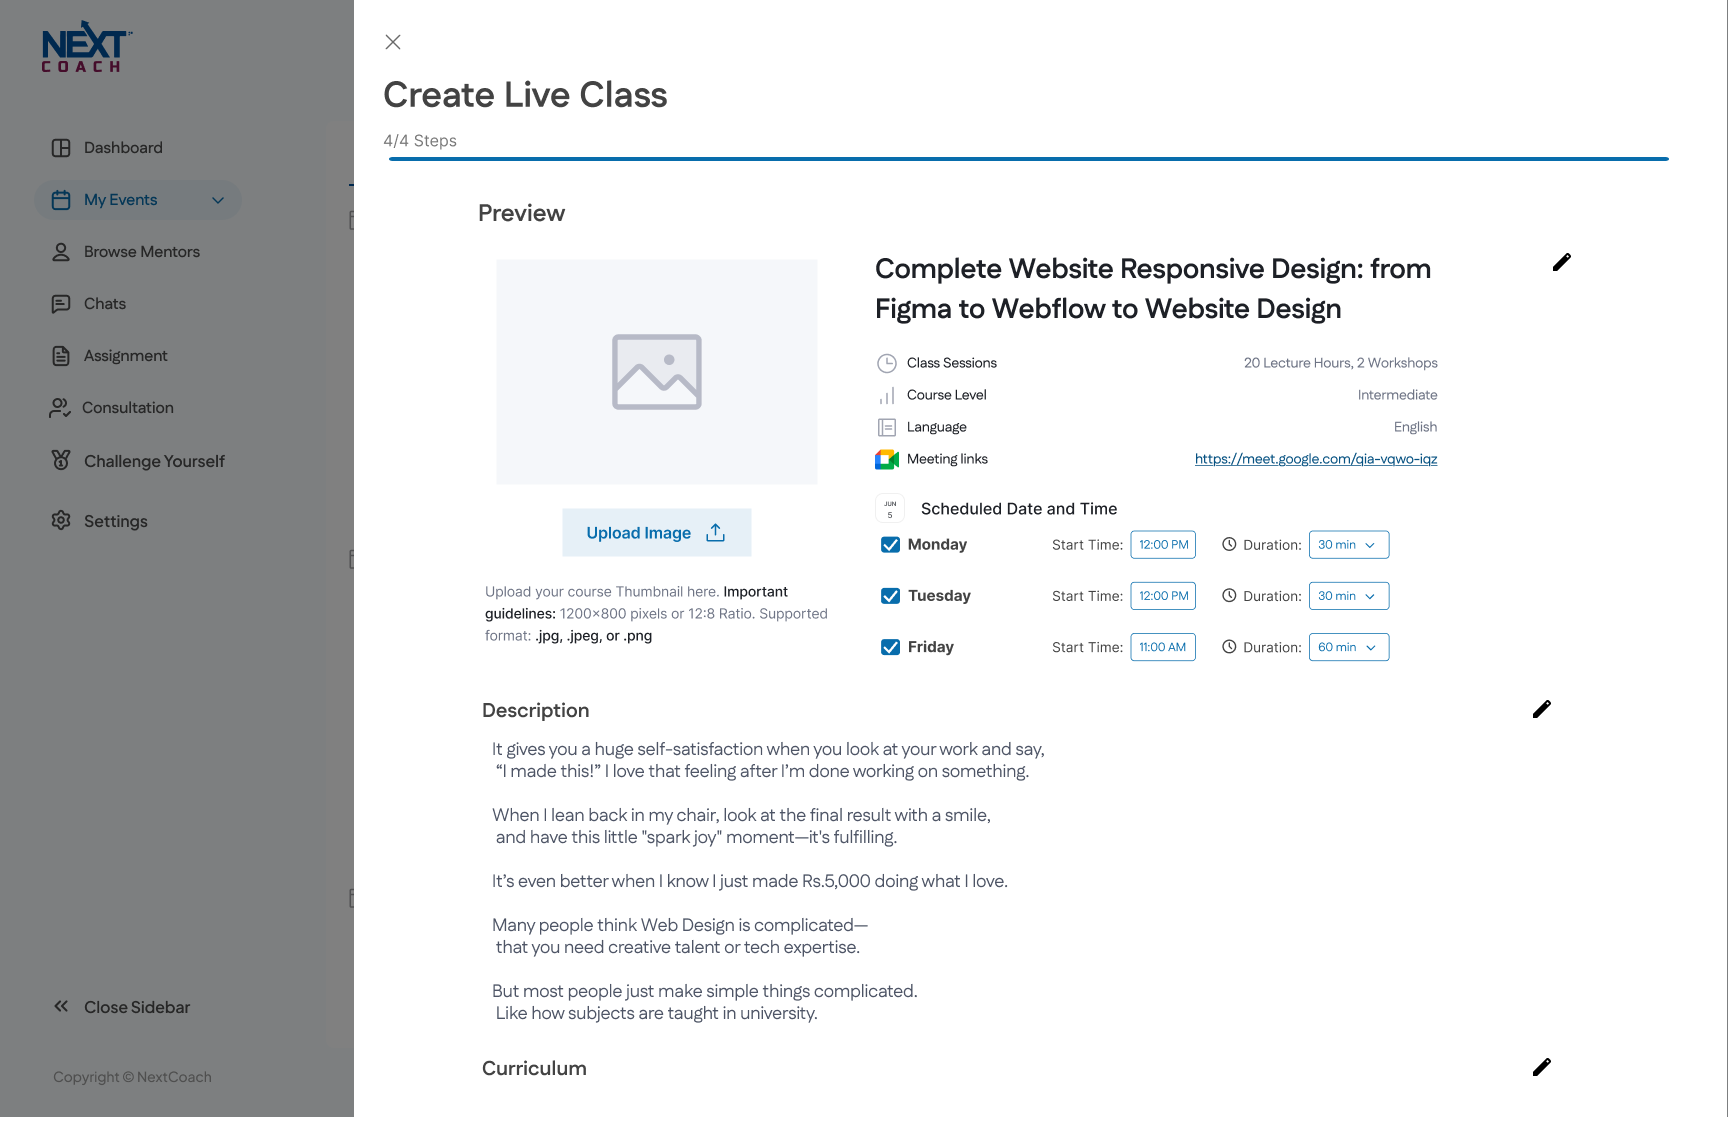 NEXT
COACH
Dashboard
My Events
Browse Mentors
Chats
Assignment
Consultation
Challenge Yourself
Settings
Close Sidebar
Copyright © NextCoach
Create Live Class
4/4 Steps
Preview
Upload Image
Upload your course Thumbnail here. Important
guidelines: 1200×800 pixels or 12:8 Ratio. Supported
format: .jpg, .jpeg, or .png
Complete Website Responsive Design: from
Figma to Webflow to Website Design
Class Sessions 20 Lecture Hours, 2 Workshops
Course Level Intermediate
Language English
Meeting links https://meet.google.com/qia-vqwo-iqz
JUN
5
Scheduled Date and Time
Monday Start Time: 12:00 PM Duration: 30 min
Tuesday Start Time: 12:00 PM Duration: 30 min
Friday Start Time: 11:00 AM Duration: 60 min
Description
It gives you a huge self-satisfaction when you look at your work and say,
“I made this!” I love that feeling after I’m done working on something.
When I lean back in my chair, look at the final result with a smile,
and have this little "spark joy" moment—it's fulfilling.
It’s even better when I know I just made Rs.5,000 doing what I love.
Many people think Web Design is complicated—
that you need creative talent or tech expertise.
But most people just make simple things complicated.
Like how subjects are taught in university.
Curriculum